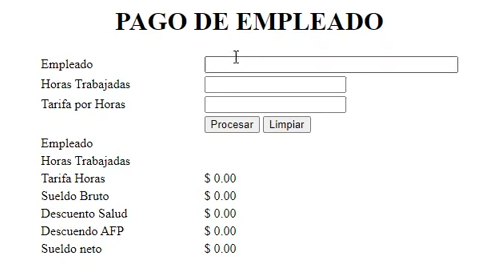 PAGO DE EMPLEADO
Empleado
Horas Trabajadas
Tarifa por Horas
Procesar Limpiar
Empleado
Horas Trabajadas
Tarifa Horas $ 0.00
Sueldo Bruto $ 0.00
Descuento Salud $ 0.00
Descuendo AFP $ 0.00
Sueldo neto $ 0.00